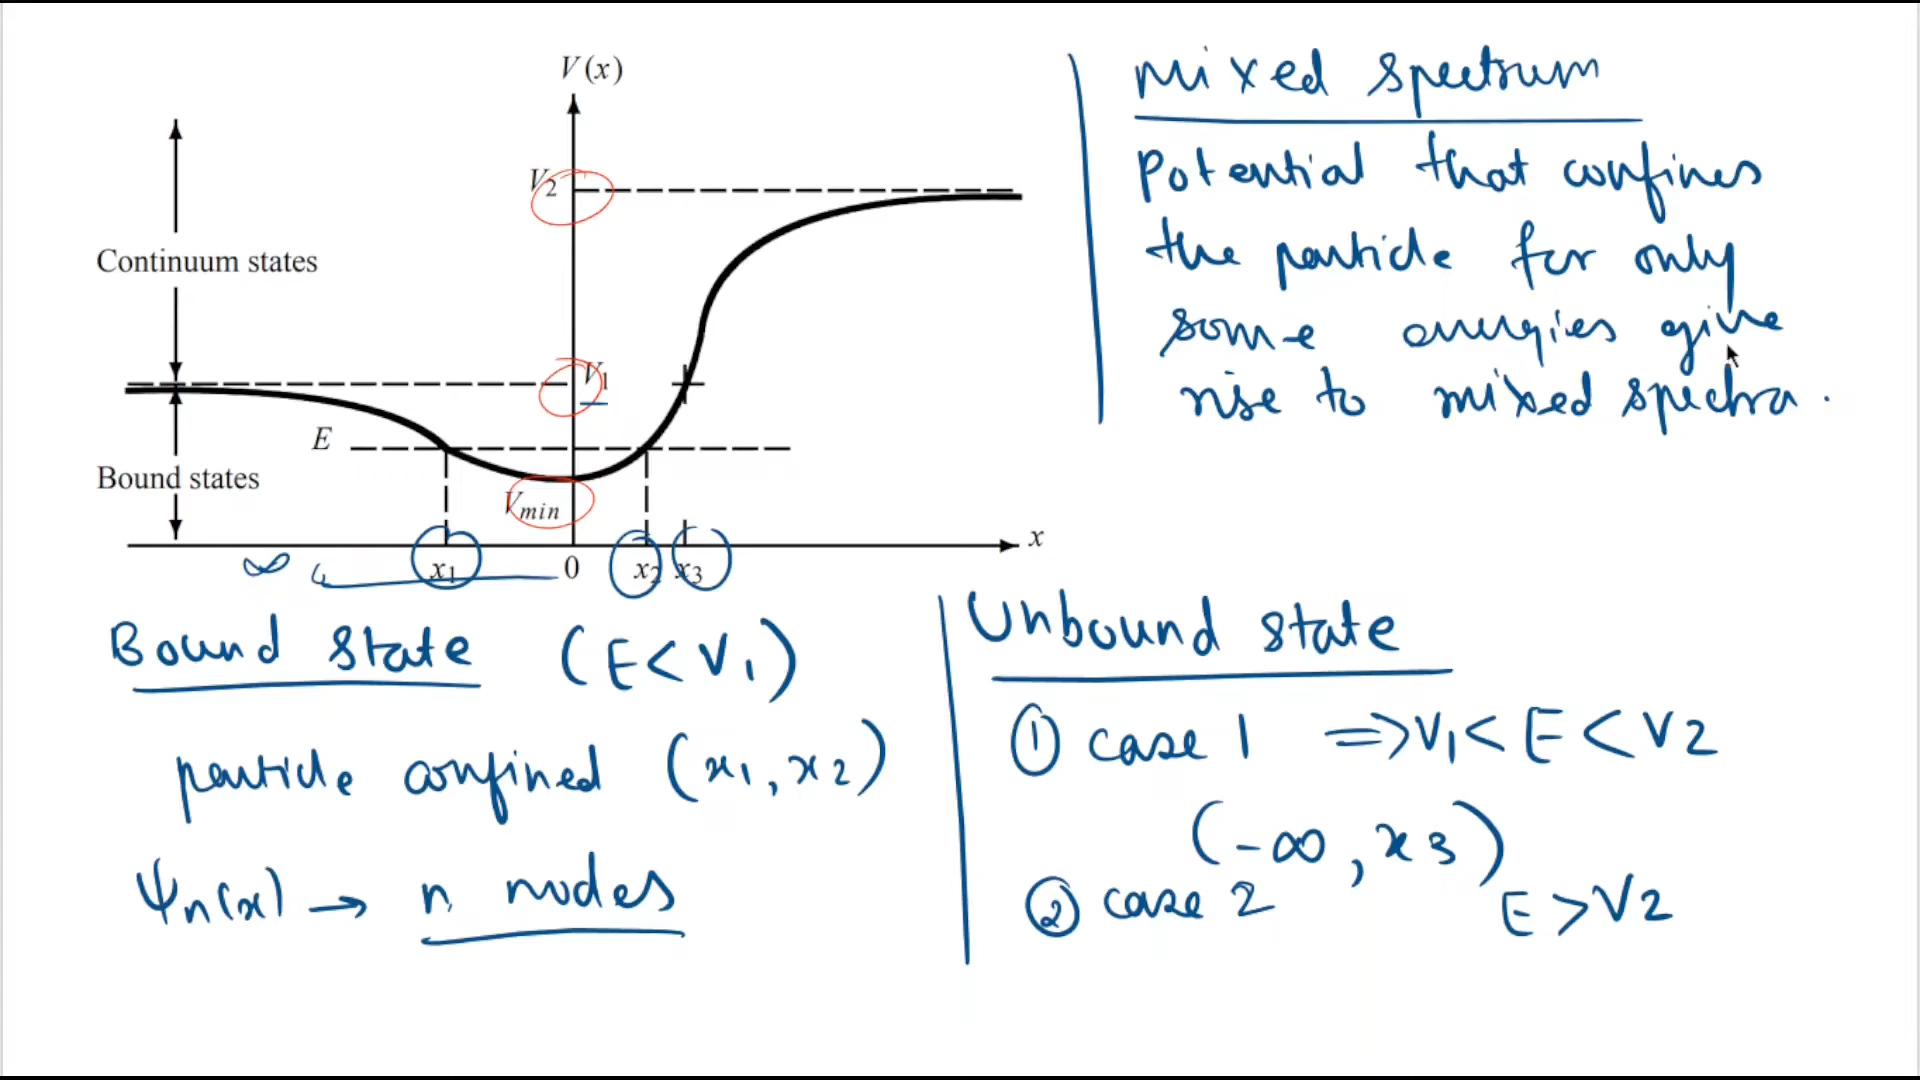 V(x)
V2
Continuum states
V1
E
Bound states
Vmin
x
∞
x1
0
x2
x3
mixed spectrum
Potential that confines
the particle for only
some energies give
rise to mixed spectra.
Bound state (E<V1)
particle confined (x1, x2)
ψn(x) → n nodes
Unbound state
① case 1 => V1 < E < V2
(-∞, x3)
② case 2 E > V2